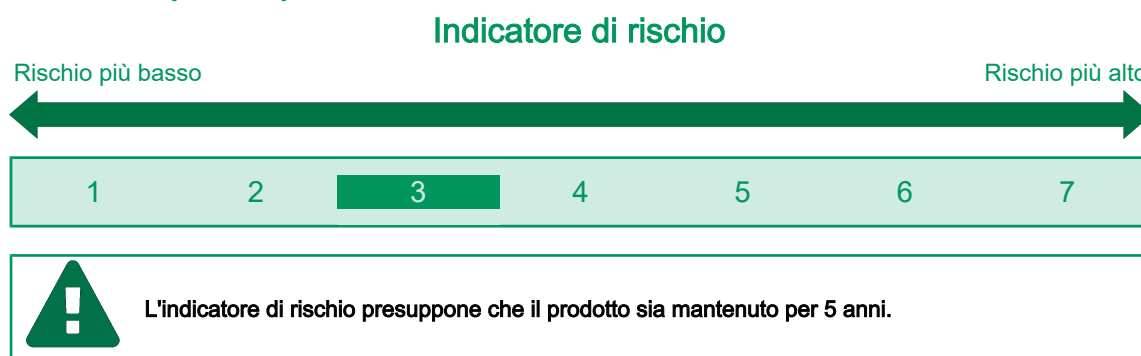 Indicatore di rischio
Rischio più basso Rischio più alto
1 2 3 4 5 6 7
L'indicatore di rischio presuppone che il prodotto sia mantenuto per 5 anni.